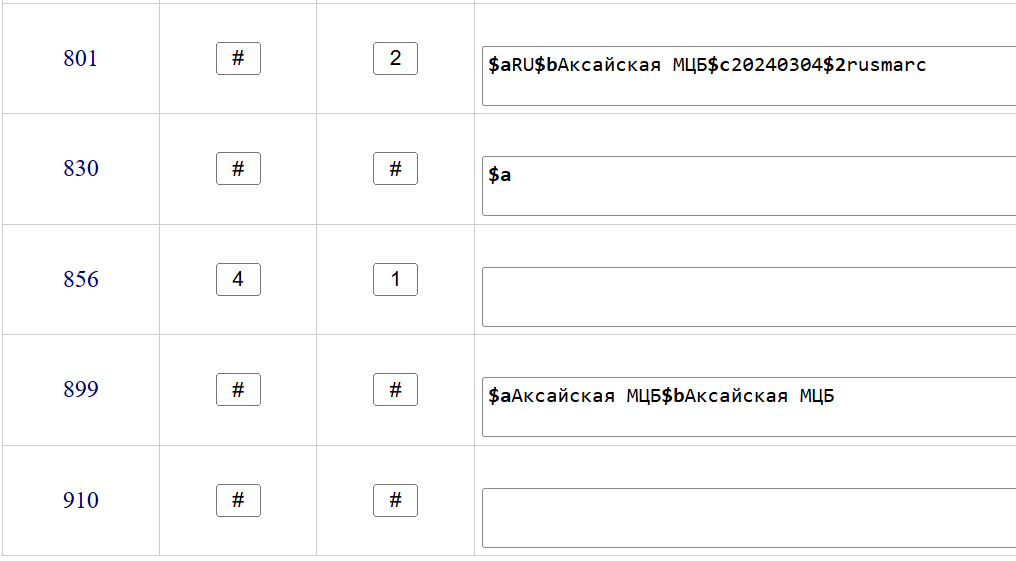 801 # 2 $aRU$bАксайская МЦБ$c20240304$2rusmarc
830 # # $a
856 4 1
899 # # $aАксайская МЦБ$bАксайская МЦБ
910 # #